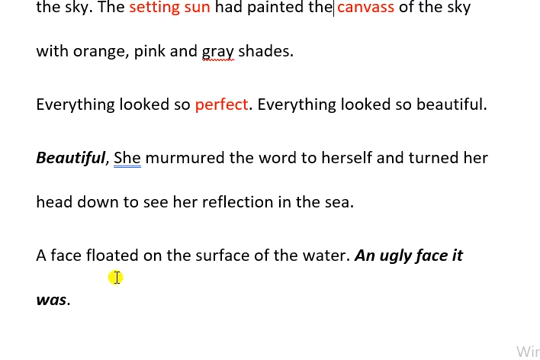 the sky. The setting sun had painted the canvass of the sky
with orange, pink and gray shades.
Everything looked so perfect. Everything looked so beautiful.
Beautiful, She murmured the word to herself and turned her
head down to see her reflection in the sea.
A face floated on the surface of the water. An ugly face it
was.